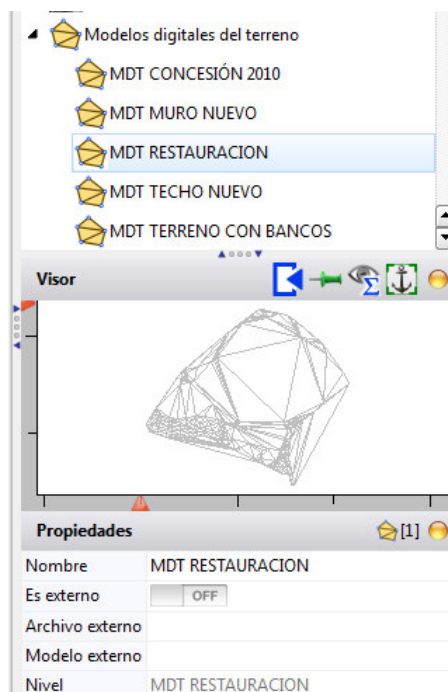 Modelos digitales del terreno
MDT CONCESIÓN 2010
MDT MURO NUEVO
MDT RESTAURACION
MDT TECHO NUEVO
MDT TERRENO CON BANCOS
Visor
Propiedades [1]
Nombre MDT RESTAURACION
Es externo OFF
Archivo externo
Modelo externo
Nivel MDT RESTAURACION